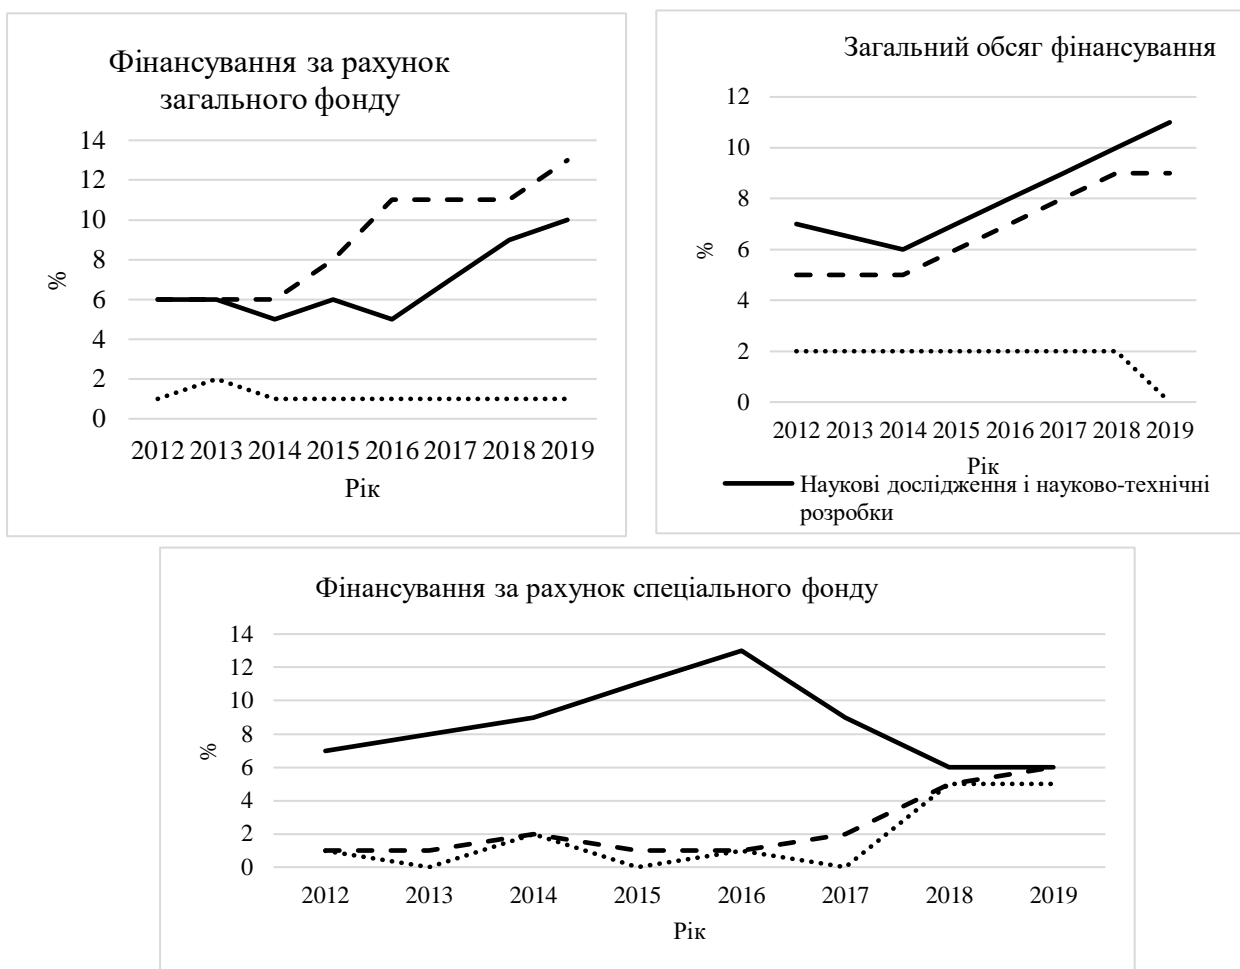 Фінансування за рахунок
загального фонду
14
12
10
8
6
4
2
0
%
2012 2013 2014 2015 2016 2017 2018 2019
Рік
Загальний обсяг фінансування
12
10
8
6
4
2
0
%
2012 2013 2014 2015 2016 2017 2018 2019
Рік
Наукові дослідження і науково-технічні
розробки
Фінансування за рахунок спеціального фонду
14
12
10
8
6
4
2
0
%
2012 2013 2014 2015 2016 2017 2018 2019
Рік